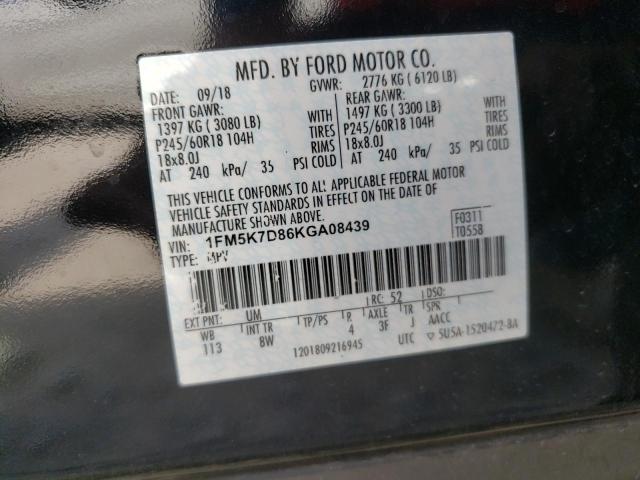 MFD. BY FORD MOTOR CO.
DATE: 09/18 GVWR: 2776 KG ( 6120 LB)
FRONT GAWR: REAR GAWR:
1397 KG ( 3080 LB) WITH 1497 KG ( 3300 LB) WITH
P245/60R18 104H TIRES P245/60R18 104H TIRES
18x8.0J RIMS 18x8.0J RIMS
AT 240 kPa/ 35 PSI COLD AT 240 kPa/ 35 PSI COLD
THIS VEHICLE CONFORMS TO ALL APPLICABLE FEDERAL MOTOR
VEHICLE SAFETY STANDARDS IN EFFECT ON THE DATE OF
MANUFACTURE SHOWN ABOVE.
VIN: 1FM5K7D86KGA08439 F0311
TYPE: MPV T0558
EXT PNT: UM RC: 52 DSO:
WB INT TR TP/PS R AXLE TR SPR
113 BW 4 3F J AACC
1201809216945 UTC ▽ 5U5A-1520472-BA